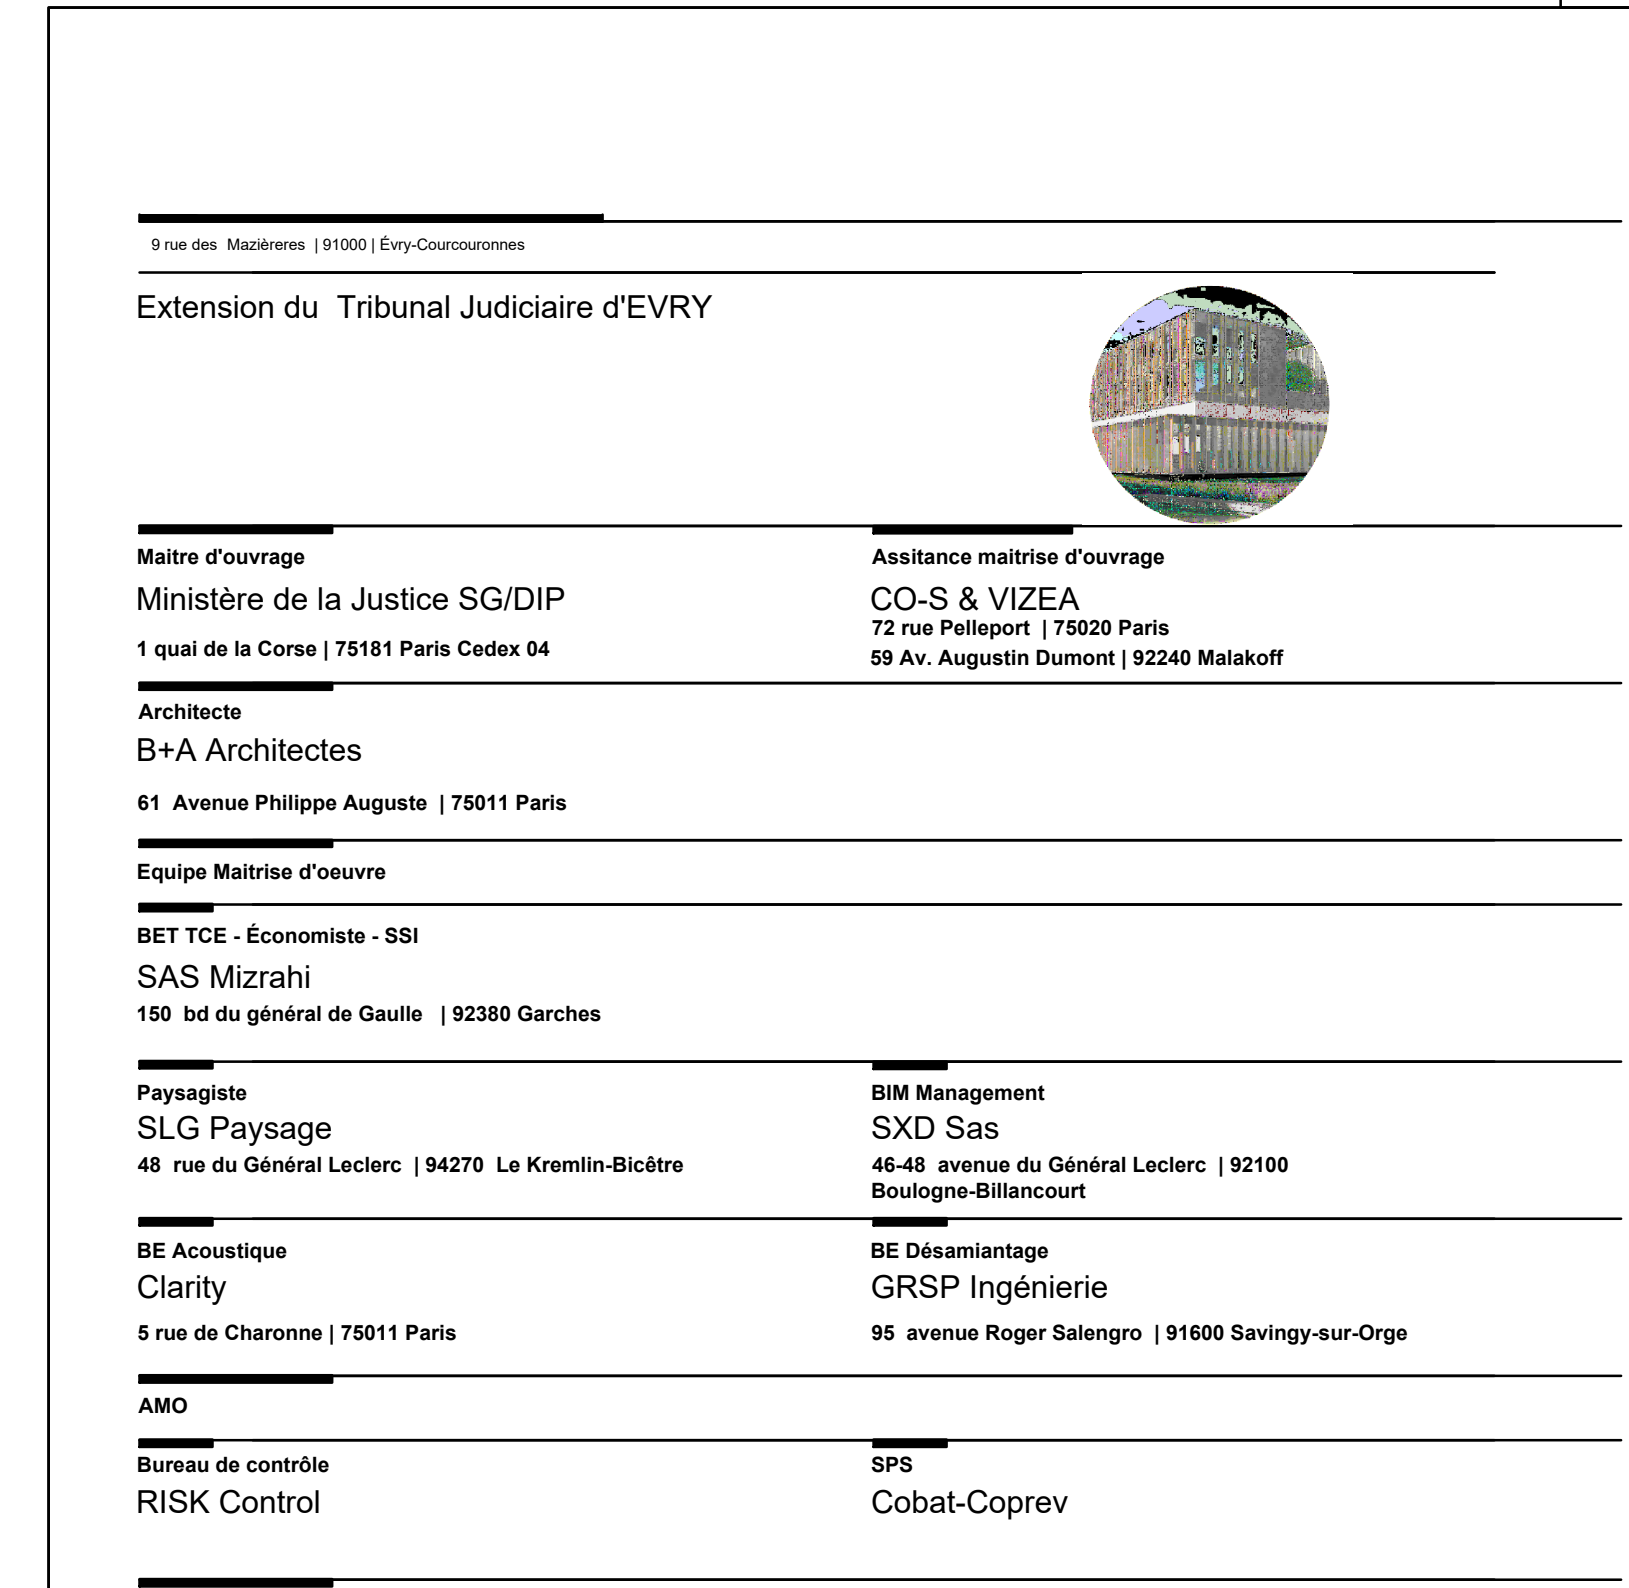 9 rue des Mazièreres | 91000 | Évry-Courcouronnes
Extension du Tribunal Judiciaire d'EVRY
Maitre d'ouvrage
Ministère de la Justice SG/DIP
1 quai de la Corse | 75181 Paris Cedex 04
Assitance maitrise d'ouvrage
CO-S & VIZEA
72 rue Pelleport | 75020 Paris
59 Av. Augustin Dumont | 92240 Malakoff
Architecte
B+A Architectes
61 Avenue Philippe Auguste | 75011 Paris
Equipe Maitrise d'oeuvre
BET TCE - Économiste - SSI
SAS Mizrahi
150 bd du général de Gaulle | 92380 Garches
Paysagiste
SLG Paysage
48 rue du Général Leclerc | 94270 Le Kremlin-Bicêtre
BIM Management
SXD Sas
46-48 avenue du Général Leclerc | 92100
Boulogne-Billancourt
BE Acoustique
Clarity
5 rue de Charonne | 75011 Paris
BE Désamiantage
GRSP Ingénierie
95 avenue Roger Salengro | 91600 Savingy-sur-Orge
AMO
Bureau de contrôle
RISK Control
SPS
Cobat-Coprev